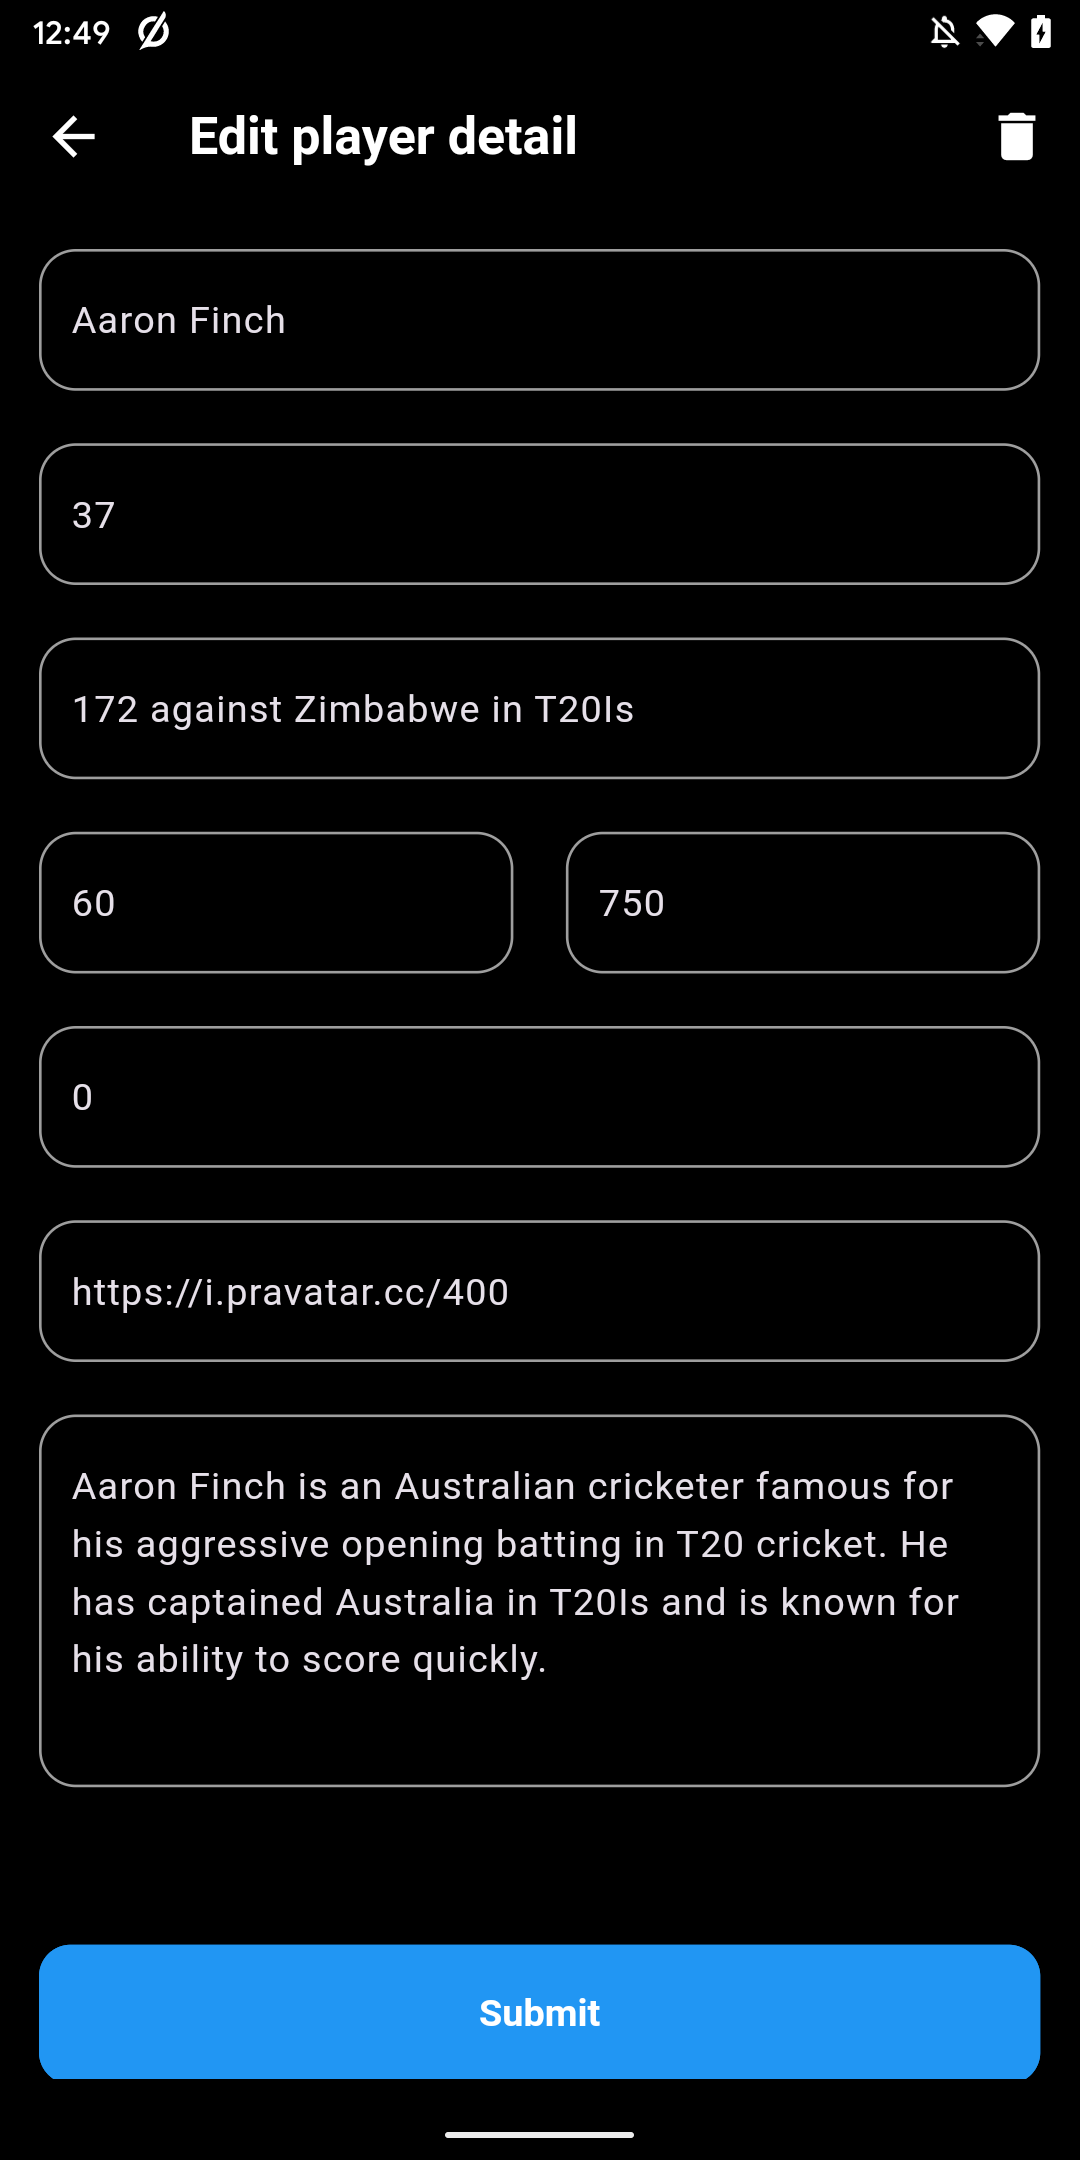 12:49
Edit player detail
Aaron Finch
37
172 against Zimbabwe in T20Is
60
750
0
https://i.pravatar.cc/400
Aaron Finch is an Australian cricketer famous for
his aggressive opening batting in T20 cricket. He
has captained Australia in T20Is and is known for
his ability to score quickly.
Submit